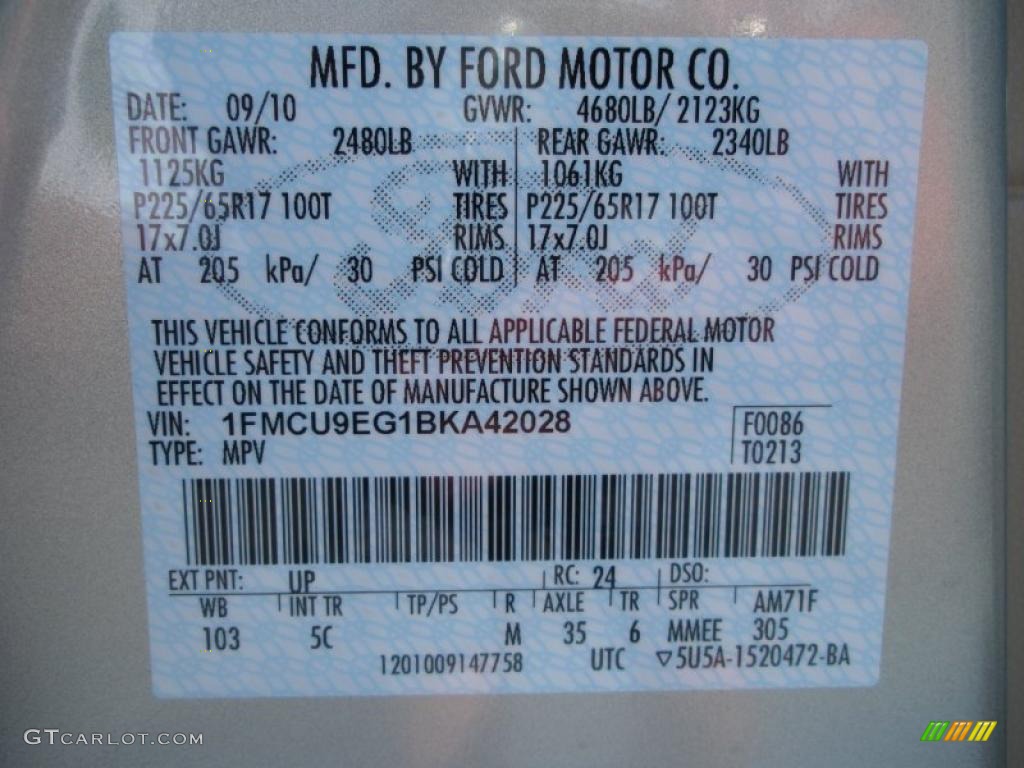 MFD. BY FORD MOTOR CO.
DATE: 09/10 GVWR: 4680LB/ 2123KG
FRONT GAWR: 2480LB REAR GAWR: 2340LB
1125KG WITH 1061KG WITH
P225/65R17 100T TIRES P225/65R17 100T TIRES
17x7.0J RIMS 17x7.0J RIMS
AT 205 kPa/ 30 PSI COLD AT 205 kPa/ 30 PSI COLD
THIS VEHICLE CONFORMS TO ALL APPLICABLE FEDERAL MOTOR
VEHICLE SAFETY AND THEFT PREVENTION STANDARDS IN
EFFECT ON THE DATE OF MANUFACTURE SHOWN ABOVE.
VIN: 1FMCU9EG1BKA42028 F0086
TYPE: MPV T0213
EXT PNT: UP RC: 24 DSO:
WB INT TR TP/PS R AXLE TR SPR AM71F
103 5C M 35 6 MMEE 305
1201009147758 UTC ▽5U5A-1520472-BA
GTCARLOT.COM